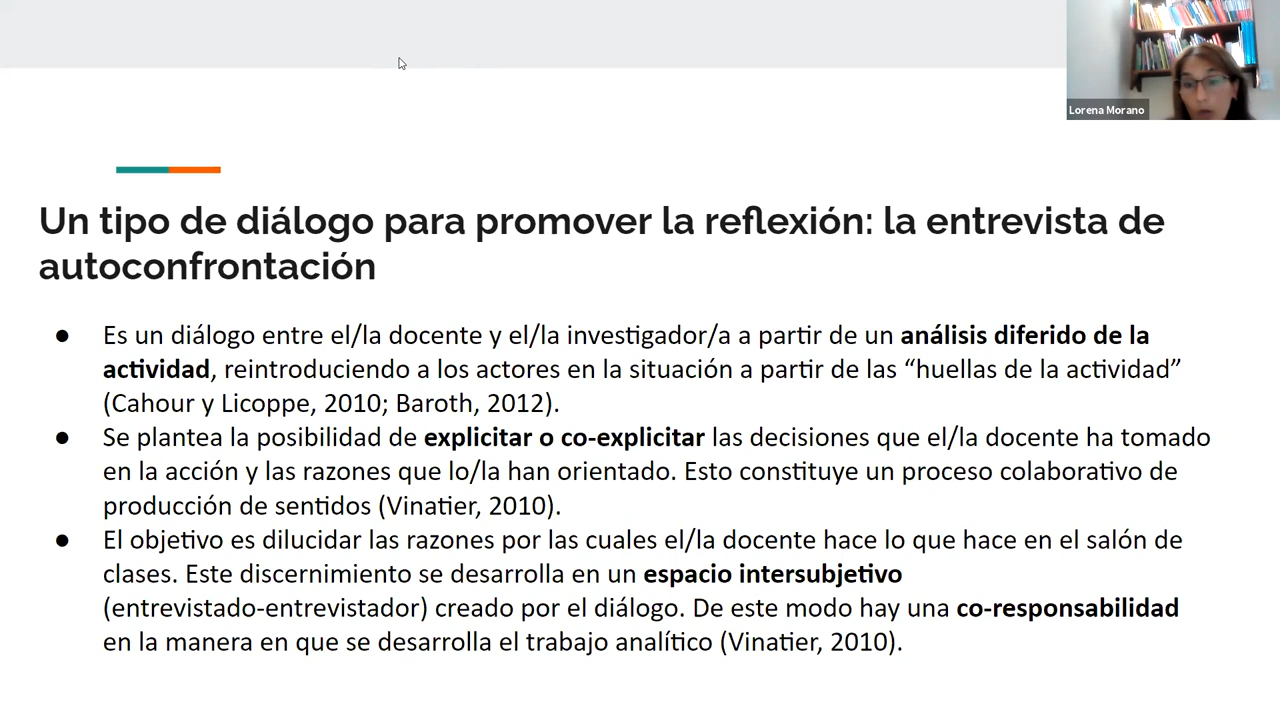 Lorena Morano
Un tipo de diálogo para promover la reflexión: la entrevista de
autoconfrontación
● Es un diálogo entre el/la docente y el/la investigador/a a partir de un análisis diferido de la
actividad, reintroduciendo a los actores en la situación a partir de las “huellas de la actividad”
(Cahour y Licoppe, 2010; Baroth, 2012).
● Se plantea la posibilidad de explicitar o co-explicitar las decisiones que el/la docente ha tomado
en la acción y las razones que lo/la han orientado. Esto constituye un proceso colaborativo de
producción de sentidos (Vinatier, 2010).
● El objetivo es dilucidar las razones por las cuales el/la docente hace lo que hace en el salón de
clases. Este discernimiento se desarrolla en un espacio intersubjetivo
(entrevistado-entrevistador) creado por el diálogo. De este modo hay una co-responsabilidad
en la manera en que se desarrolla el trabajo analítico (Vinatier, 2010).